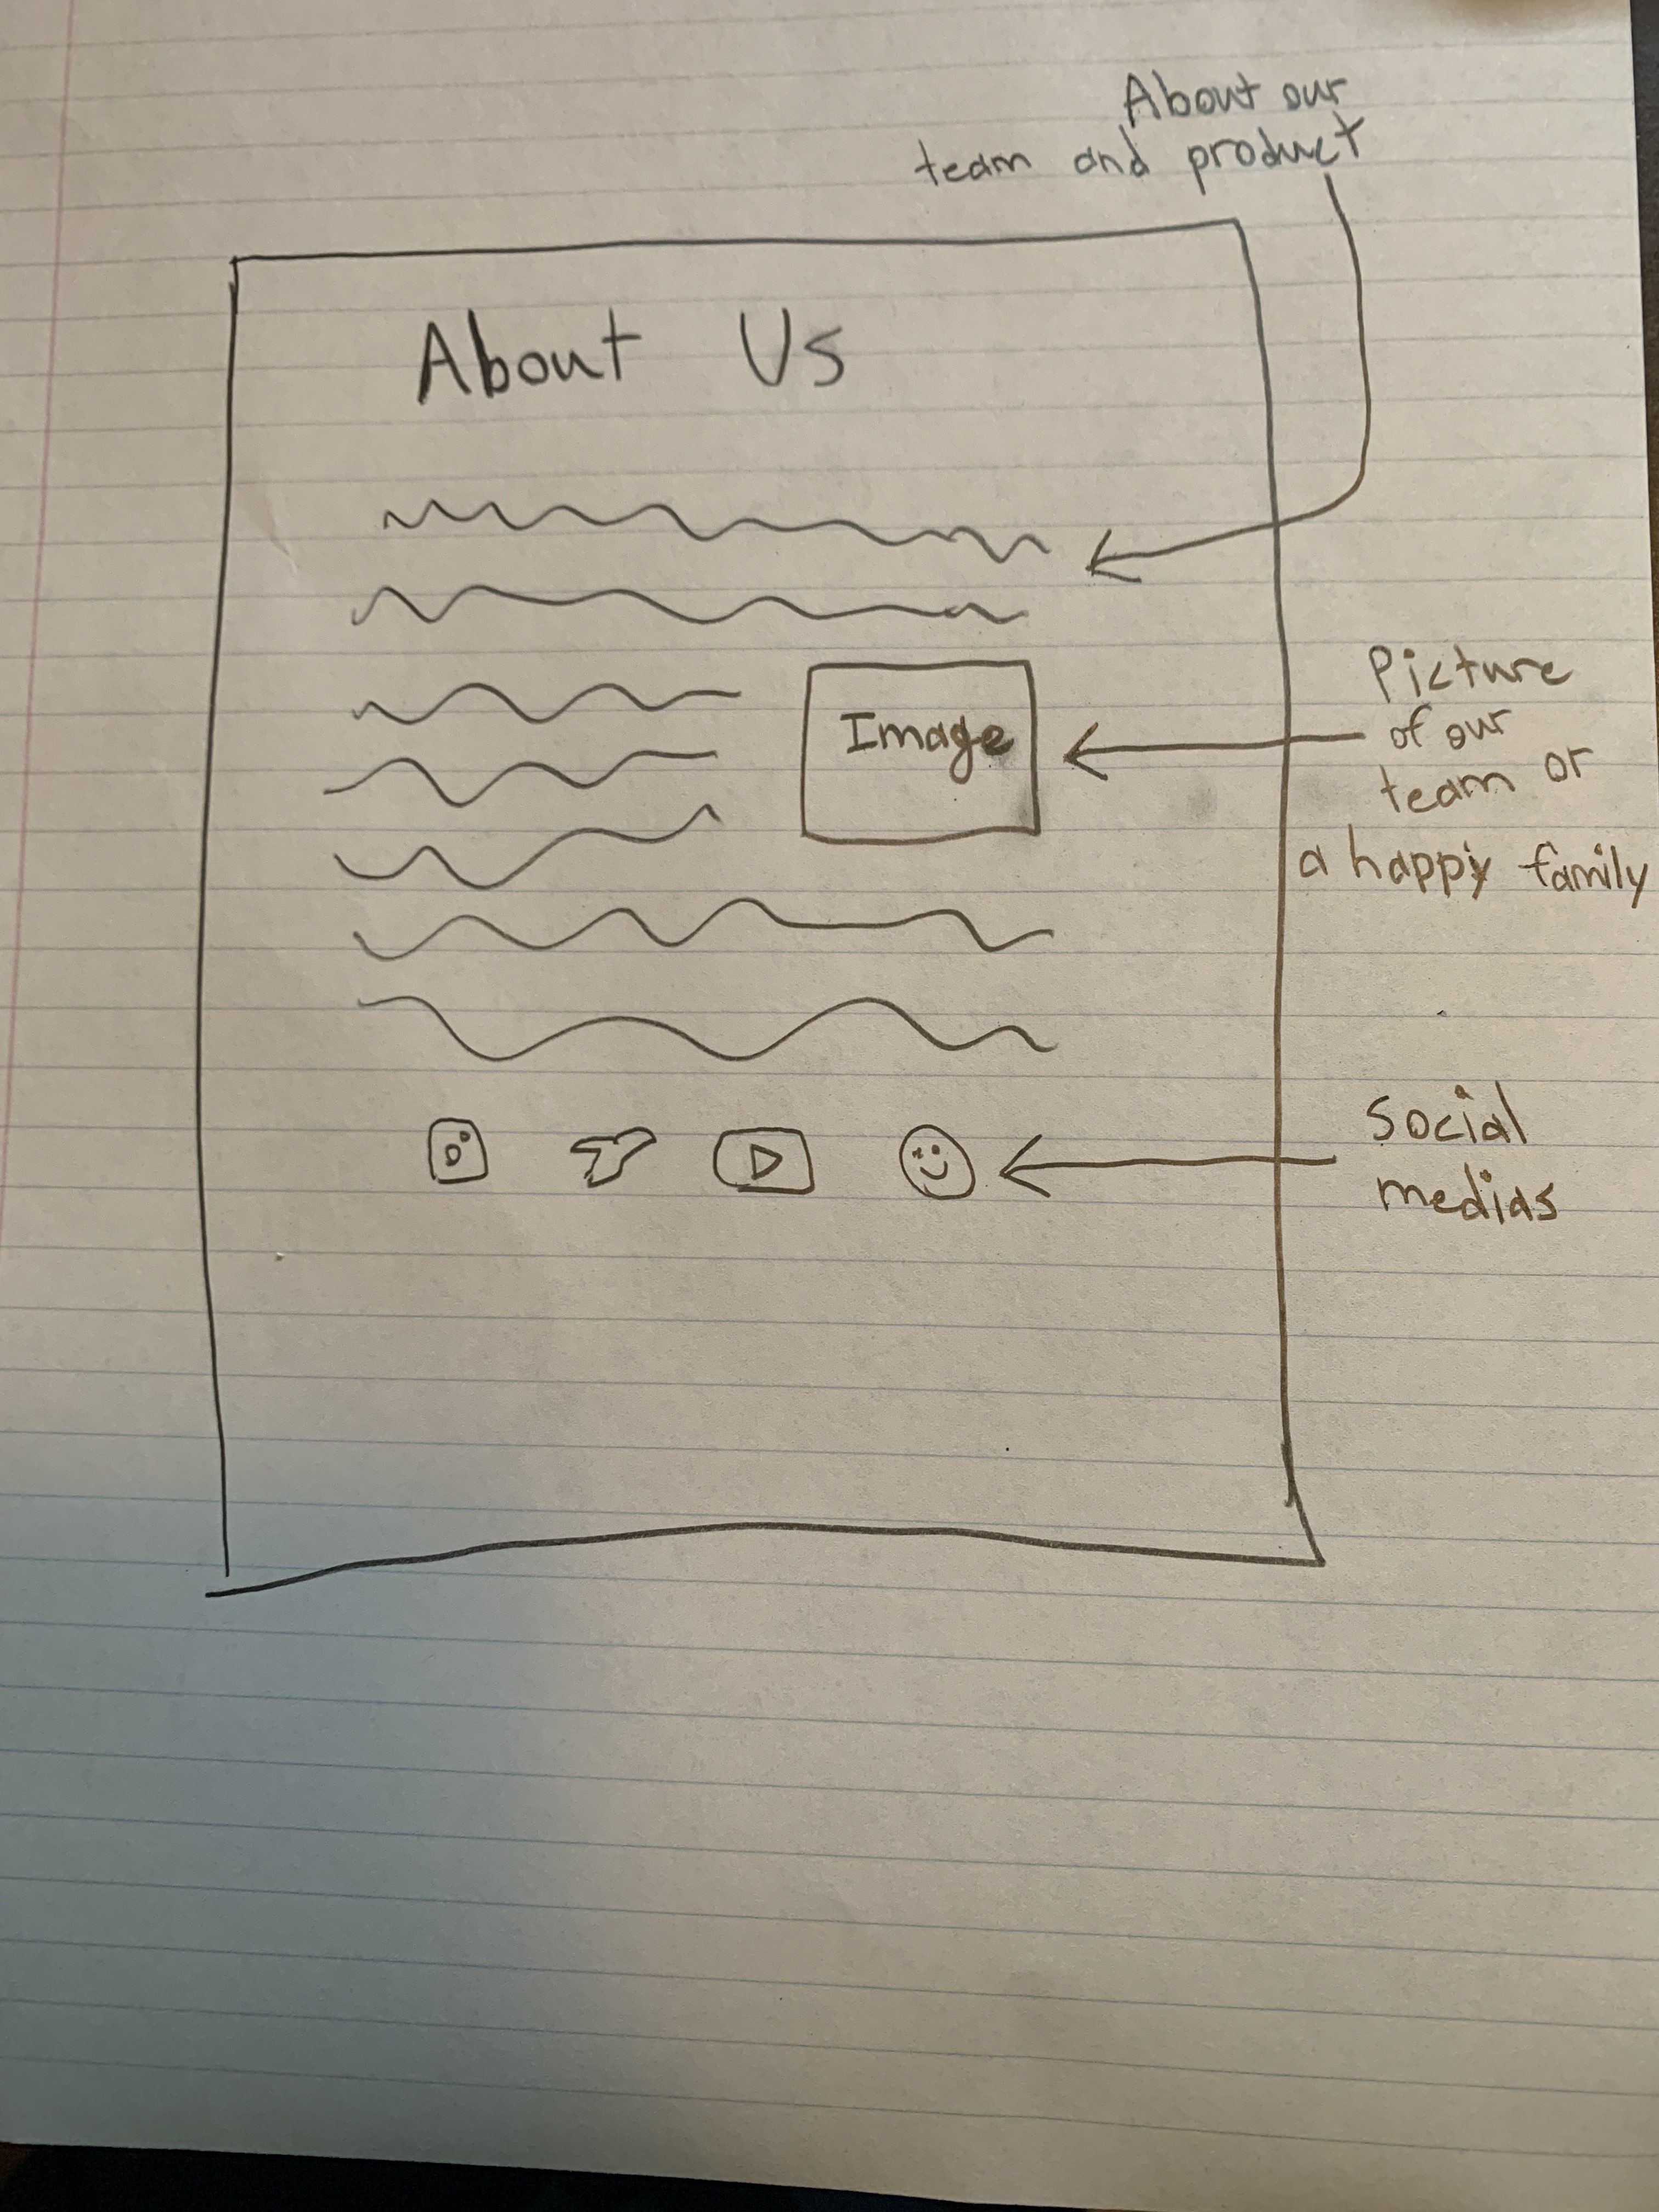 About our
team and product
About Us
Image
Picture
of our
team or
a happy family
Social
medias